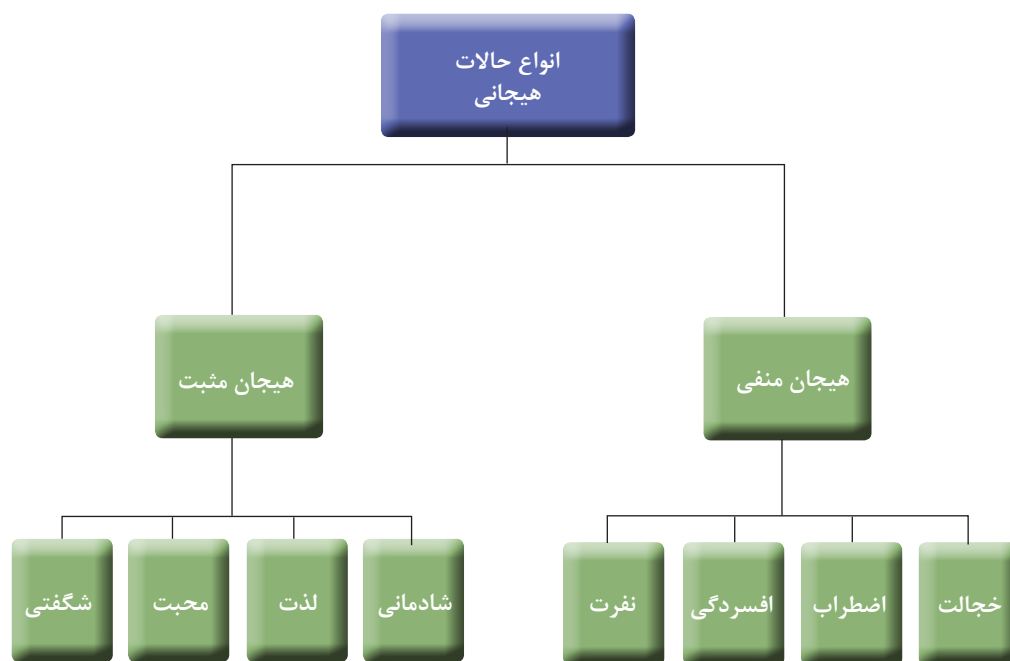 انواع حالات
هیجانی
هیجان منفی
هیجان مثبت
خجالت
اضطراب
افسردگی
نفرت
شادمانی
لذت
محبت
شگفتی